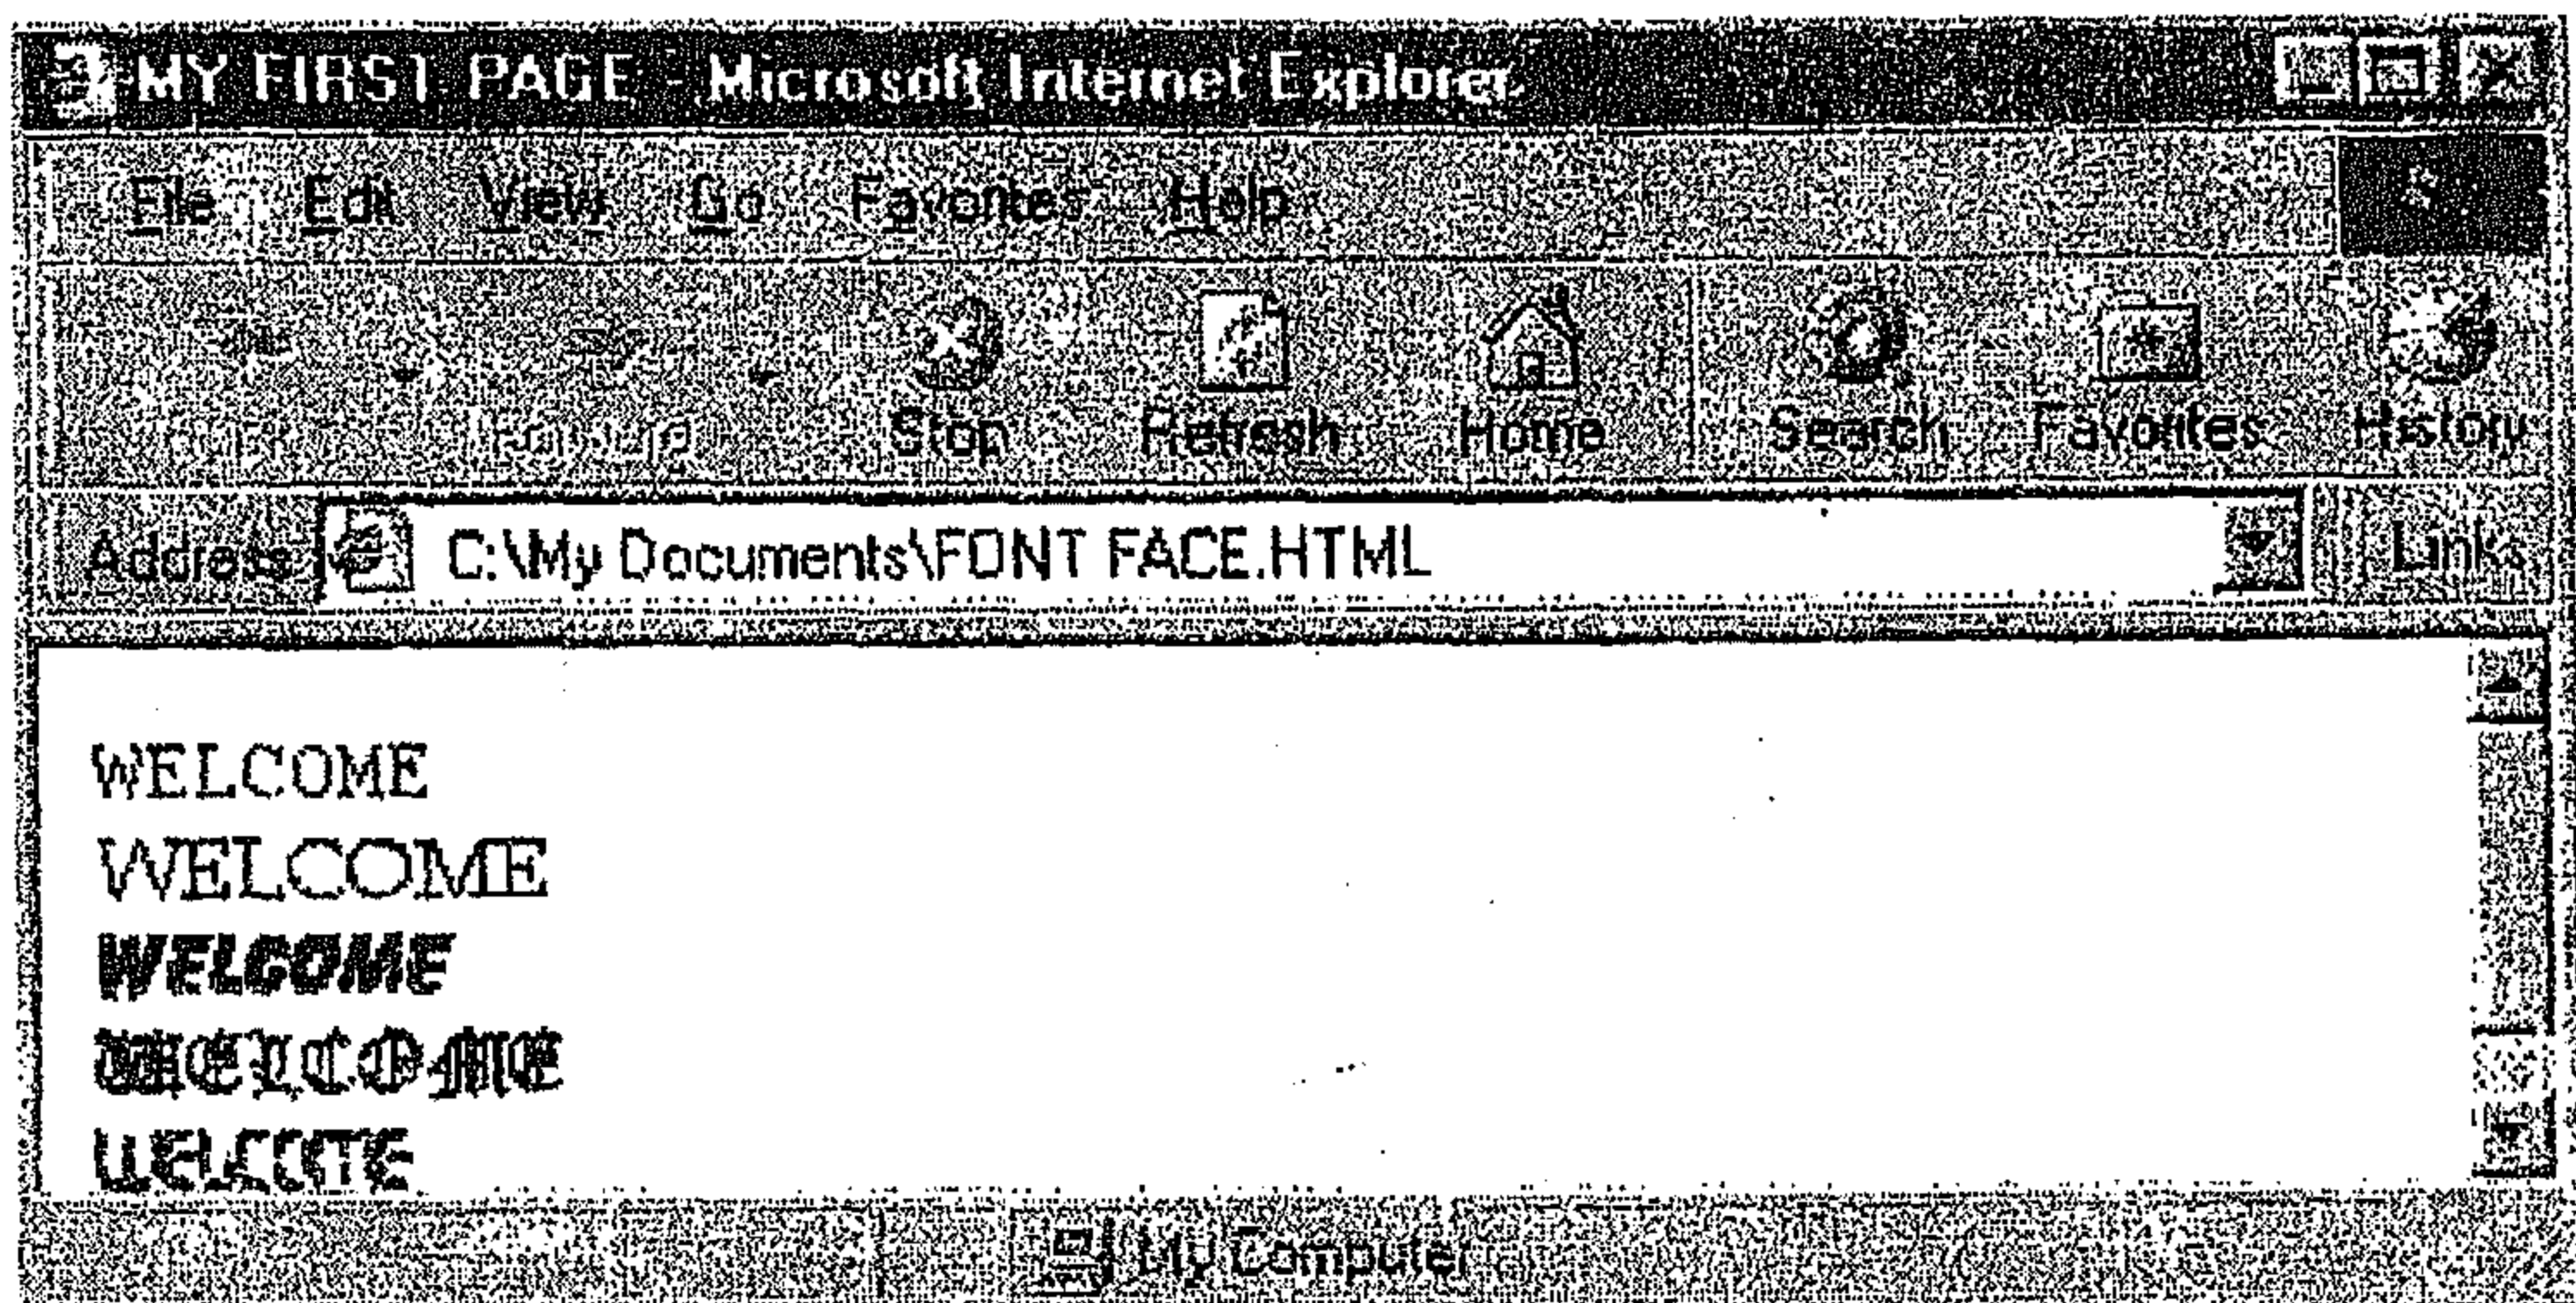 MY FIRST PAGE - Microsoft Internet Explorer
File Edit View Go Favorites Help
Stop Refresh Home Search Favorites History
Address C:\My Documents\FONT FACE.HTML Links
WELCOME
WELCOME
WELCOME
WELCOME
WELCOME
My Computer